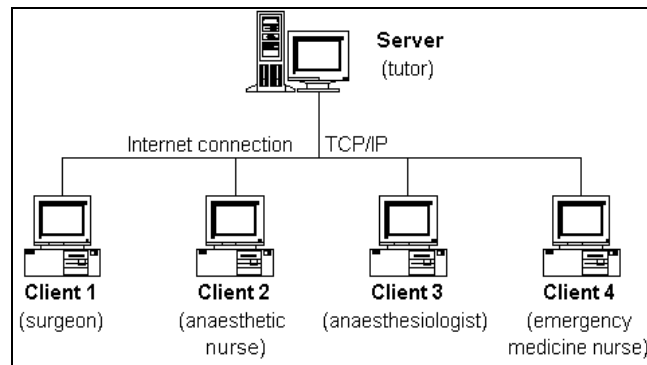 Server
(tutor)
Internet connection TCP/IP
Client 1
(surgeon)
Client 2
(anaesthetic
nurse)
Client 3
(anaesthesiologist)
Client 4
(emergency
medicine nurse)